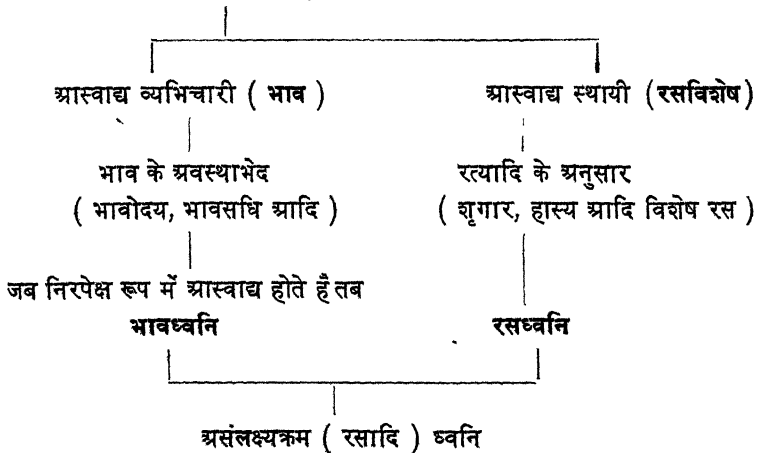 आस्वाद्य व्यभिचारी ( भाव ) आस्वाद्य स्थायी (रसविशेष)
भाव के अवस्थाभेद रत्यादि के अनुसार
( भावोदय, भावसधि आदि ) ( शृगार, हास्य आदि विशेष रस )
जब निरपेक्ष रूप में आस्वाद्य होते हैं तब
भावध्वनि रसध्वनि
असंलक्ष्यक्रम ( रसादि ) ध्वनि